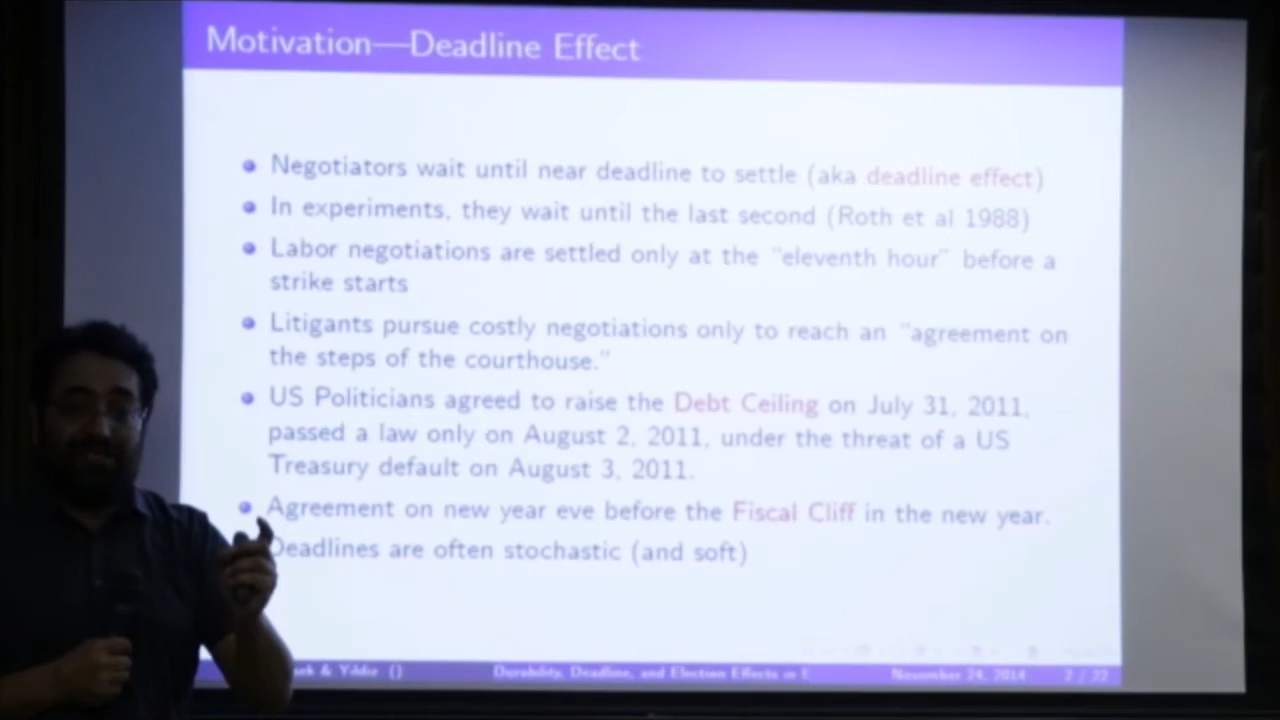 Motivation—Deadline Effect
Negotiators wait until near deadline to settle (aka deadline effect)
In experiments, they wait until the last second (Roth et al 1988)
Labor negotiations are settled only at the "eleventh hour" before a
strike starts
Litigants pursue costly negotiations only to reach an "agreement on
the steps of the courthouse."
US Politicians agreed to raise the Debt Ceiling on July 31, 2011,
passed a law only on August 2, 2011, under the threat of a US
Treasury default on August 3, 2011.
Agreement on new year eve before the Fiscal Cliff in the new year.
Deadlines are often stochastic (and soft)
& Yildiz () Durability, Deadline, and Election Effects in B November 24, 2014 2 / 22